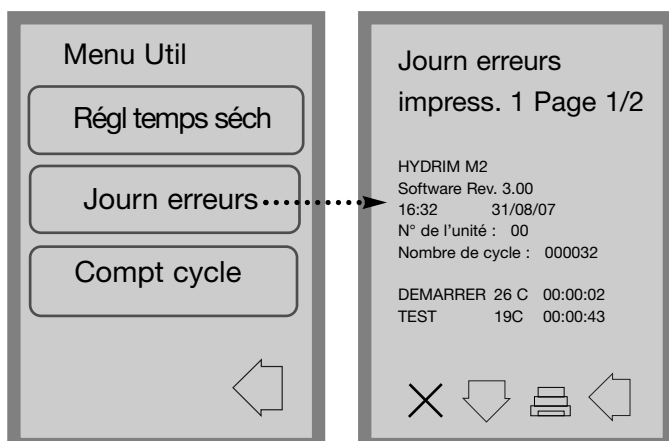 Menu Util
Régl temps séch
Journ erreurs
Compt cycle
Journ erreurs
impress. 1 Page 1/2
HYDRIM M2
Software Rev. 3.00
16:32 31/08/07
N° de l'unité : 00
Nombre de cycle : 000032
DEMARRER 26 C 00:00:02
TEST 19C 00:00:43